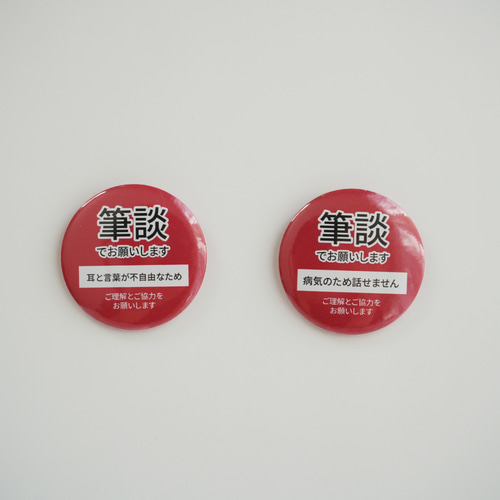 筆談
でお願いします
耳と言葉が不自由なため
ご理解とご協力を
お願いします
筆談
でお願いします
病気のため話せません
ご理解とご協力を
お願いします